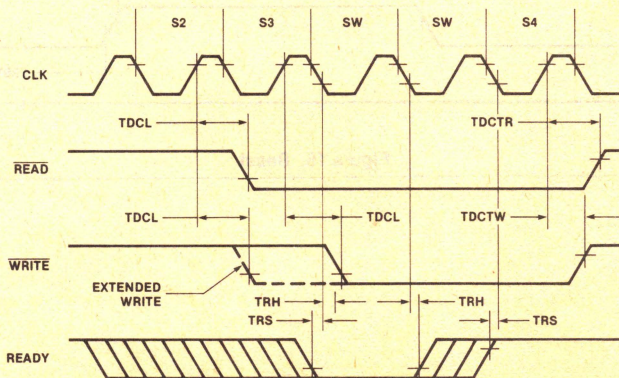 S2 S3 SW SW S4
CLK
TDCL TDCTR
READ
TDCL TDCL TDCTW
WRITE
EXTENDED
WRITE
TRH TRH
TRS TRS
READY